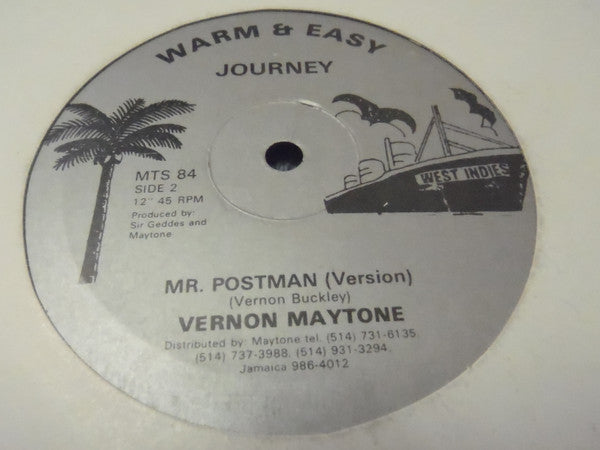 WARM & EASY
JOURNEY
WEST INDIES
MTS 84
SIDE 2
12" 45 RPM
Produced by:
Sir Geddes and
Maytone
MR. POSTMAN (Version)
(Vernon Buckley)
VERNON MAYTONE
Distributed by: Maytone tel. (514) 731-6135,
(514) 737-3988, (514) 931-3294,
Jamaica 986-4012